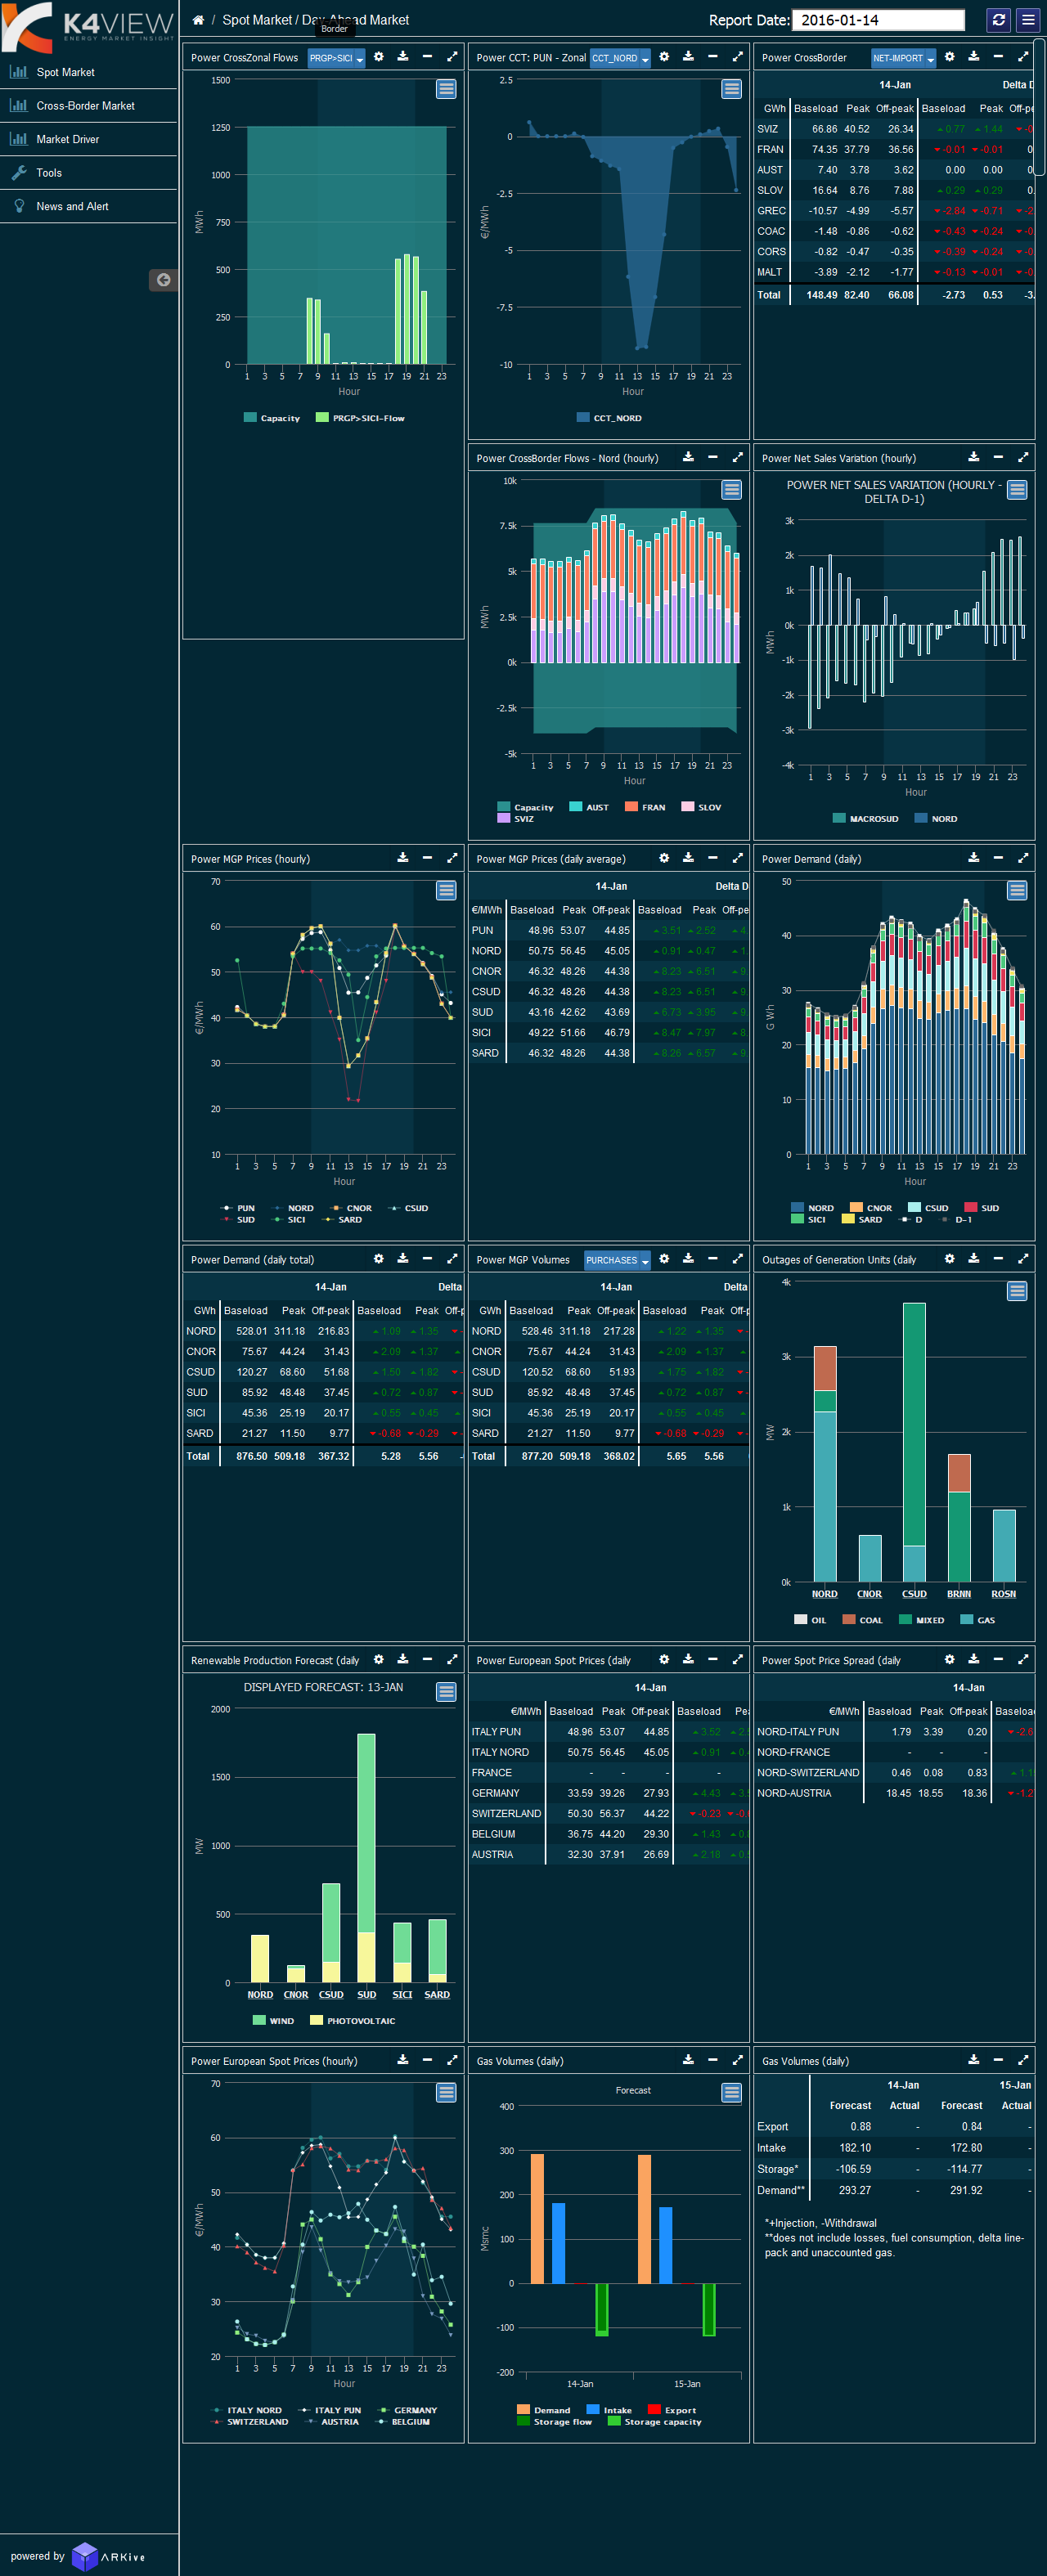 K4VIEW
ENERGY MARKET INSIGHT
/ Spot Market / Day-Ahead Market
Border
Report Date: 2016-01-14
Spot Market
Cross-Border Market
Market Driver
Tools
News and Alert
Power CrossZonal Flows PRGP>SICI
1500
1250
1000
750
500
250
0
MWh
1 3 5 7 9 11 13 15 17 19 21 23
Hour
Capacity PRGP>SICI-Flow
Power CCT: PUN - Zonal CCT_NORD
2.5
0
-2.5
-5
-7.5
-10
€/MWh
1 3 5 7 9 11 13 15 17 19 21 23
Hour
CCT_NORD
Power CrossBorder NET-IMPORT
14-Jan Delta D
GWh Baseload Peak Off-peak Baseload Peak Off-pe
SVIZ 66.86 40.52 26.34 0.77 1.44 -0
FRAN 74.35 37.79 36.56 -0.01 -0.01 0
AUST 7.40 3.78 3.62 0.00 0.00 0
SLOV 16.64 8.76 7.88 0.29 0.29 0.
GREC -10.57 -4.99 -5.57 -2.84 -0.71 -2
COAC -1.48 -0.86 -0.62 -0.43 -0.24 -0
CORS -0.82 -0.47 -0.35 -0.39 -0.24 -0
MALT -3.89 -2.12 -1.77 -0.13 -0.01 -0
Total 148.49 82.40 66.08 -2.73 0.53 -3.
Power CrossBorder Flows - Nord (hourly)
10k
7.5k
5k
2.5k
0k
-2.5k
-5k
MWh
1 3 5 7 9 11 13 15 17 19 21 23
Hour
Capacity AUST FRAN SLOV
SVIZ
Power Net Sales Variation (hourly)
POWER NET SALES VARIATION (HOURLY -
DELTA D-1)
3k
2k
1k
0k
-1k
-2k
-3k
-4k
MWh
1 3 5 7 9 11 13 15 17 19 21 23
Hour
MACROSUD NORD
Power MGP Prices (hourly)
70
60
50
40
30
20
10
€/MWh
1 3 5 7 9 11 13 15 17 19 21 23
Hour
PUN NORD CNOR CSUD
SUD SICI SARD
Power MGP Prices (daily average)
14-Jan Delta D
€/MWh Baseload Peak Off-peak Baseload Peak Off-pe
PUN 48.96 53.07 44.85 3.51 2.52 4.
NORD 50.75 56.45 45.05 0.91 0.47 1.
CNOR 46.32 48.26 44.38 8.23 6.51 9.
CSUD 46.32 48.26 44.38 8.23 6.51 9.
SUD 43.16 42.62 43.69 6.73 3.95 9.
SICI 49.22 51.66 46.79 8.47 7.97 8.
SARD 46.32 48.26 44.38 8.26 6.57 9.
Power Demand (daily)
50
40
30
20
10
0
G Wh
1 3 5 7 9 11 13 15 17 19 21 23
Hour
NORD CNOR CSUD SUD
SICI SARD D D-1
Power Demand (daily total)
14-Jan Delta
GWh Baseload Peak Off-peak Baseload Peak Off-p
NORD 528.01 311.18 216.83 1.09 1.35
CNOR 75.67 44.24 31.43 2.09 1.37
CSUD 120.27 68.60 51.68 1.50 1.82
SUD 85.92 48.48 37.45 0.72 0.87
SICI 45.36 25.19 20.17 0.55 0.45
SARD 21.27 11.50 9.77 -0.68 -0.29
Total 876.50 509.18 367.32 5.28 5.56
Power MGP Volumes PURCHASES
14-Jan Delta
GWh Baseload Peak Off-peak Baseload Peak Off-p
NORD 528.46 311.18 217.28 1.22 1.35
CNOR 75.67 44.24 31.43 2.09 1.37
CSUD 120.52 68.60 51.93 1.75 1.82
SUD 85.92 48.48 37.45 0.72 0.87
SICI 45.36 25.19 20.17 0.55 0.45
SARD 21.27 11.50 9.77 -0.68 -0.29
Total 877.20 509.18 368.02 5.65 5.56
Outages of Generation Units (daily
4k
3k
2k
1k
0k
MW
NORD CNOR CSUD BRNN ROSN
OIL COAL MIXED GAS
Renewable Production Forecast (daily
DISPLAYED FORECAST: 13-JAN
2000
1500
1000
500
0
MW
NORD CNOR CSUD SUD SICI SARD
WIND PHOTOVOLTAIC
Power European Spot Prices (daily
14-Jan
€/MWh Baseload Peak Off-peak Baseload Pea
ITALY PUN 48.96 53.07 44.85 3.52 2.
ITALY NORD 50.75 56.45 45.05 0.91 0.
FRANCE - - - -
GERMANY 33.59 39.26 27.93 4.43 3.
SWITZERLAND 50.30 56.37 44.22 -0.23 -0.
BELGIUM 36.75 44.20 29.30 1.43 0.
AUSTRIA 32.30 37.91 26.69 2.18 0.
Power Spot Price Spread (daily
14-Jan
€/MWh Baseload Peak Off-peak Baseload
NORD-ITALY PUN 1.79 3.39 0.20 -2.6
NORD-FRANCE - - -
NORD-SWITZERLAND 0.46 0.08 0.83 1.1
NORD-AUSTRIA 18.45 18.55 18.36 -1.2
Power European Spot Prices (hourly)
70
60
50
40
30
20
€/MWh
1 3 5 7 9 11 13 15 17 19 21 23
Hour
ITALY NORD ITALY PUN GERMANY
SWITZERLAND AUSTRIA BELGIUM
Gas Volumes (daily)
Forecast
400
300
200
100
0
-100
-200
Msmc
14-Jan 15-Jan
Demand Intake Export
Storage flow Storage capacity
Gas Volumes (daily)
14-Jan 15-Jan
Forecast Actual Forecast Actual
Export 0.88 - 0.84 -
Intake 182.10 - 172.80 -
Storage* -106.59 - -114.77 -
Demand** 293.27 - 291.92 -
*+Injection, -Withdrawal
**does not include losses, fuel consumption, delta line-
pack and unaccounted gas.
powered by ARKive